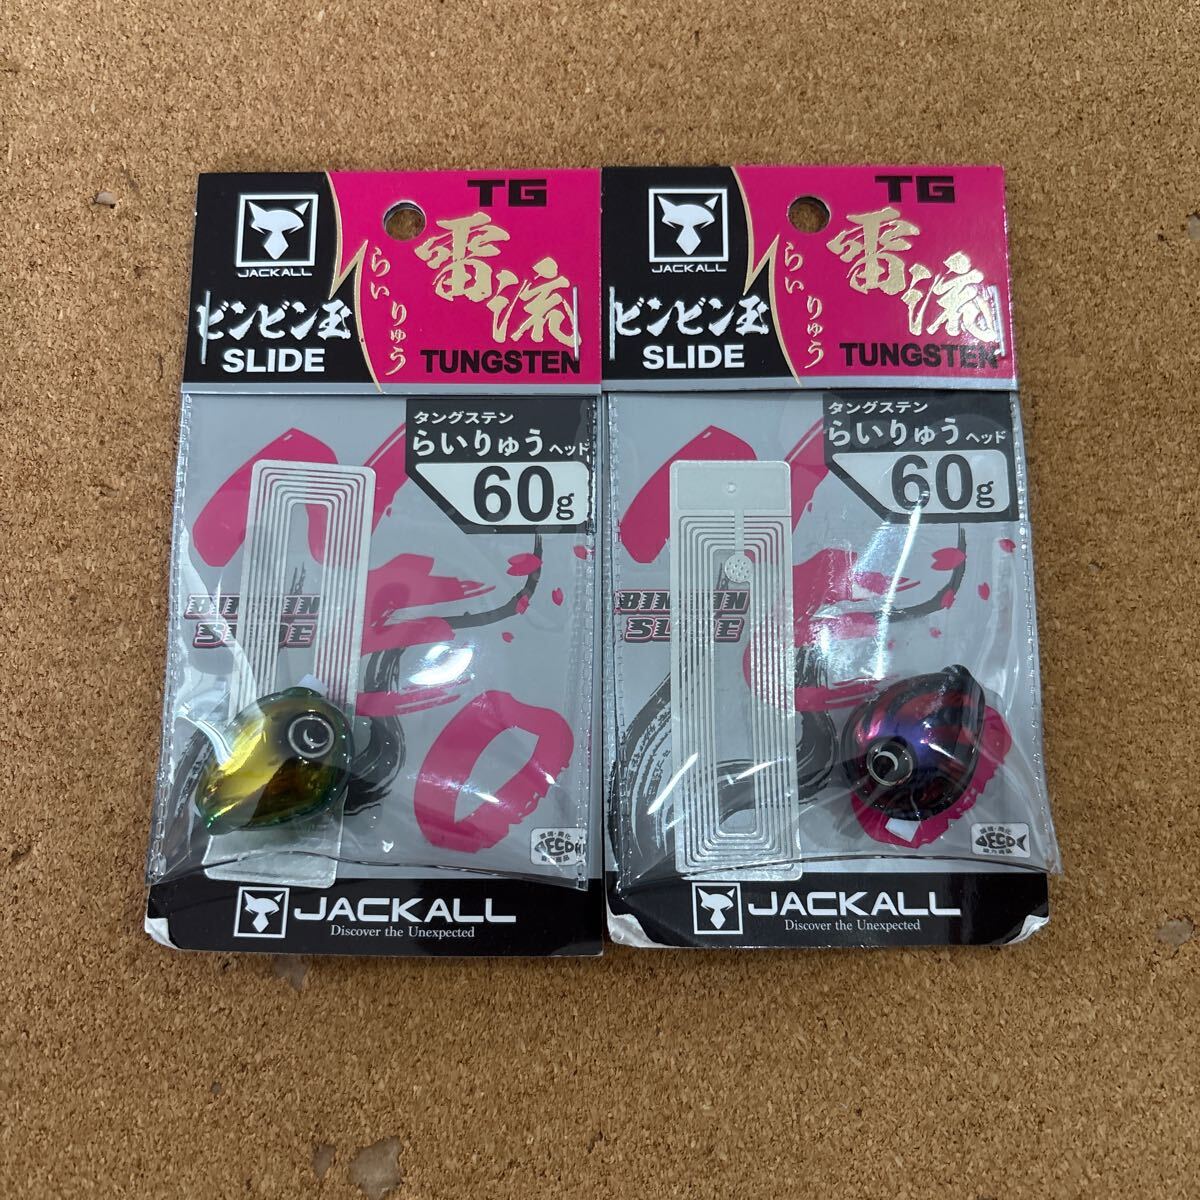 JACKALL
ビンビン玉
SLIDE
TG
雷流
らいりゅう
TUNGSTEN
タングステン
らいりゅうヘッド
60g
SLIDE
JACKALL
Discover the Unexpected
JACKALL
ビンビン玉
SLIDE
TG
雷流
らいりゅう
TUNGSTEN
タングステン
らいりゅうヘッド
60g
SLIDE
ECO
JACKALL
Discover the Unexpected